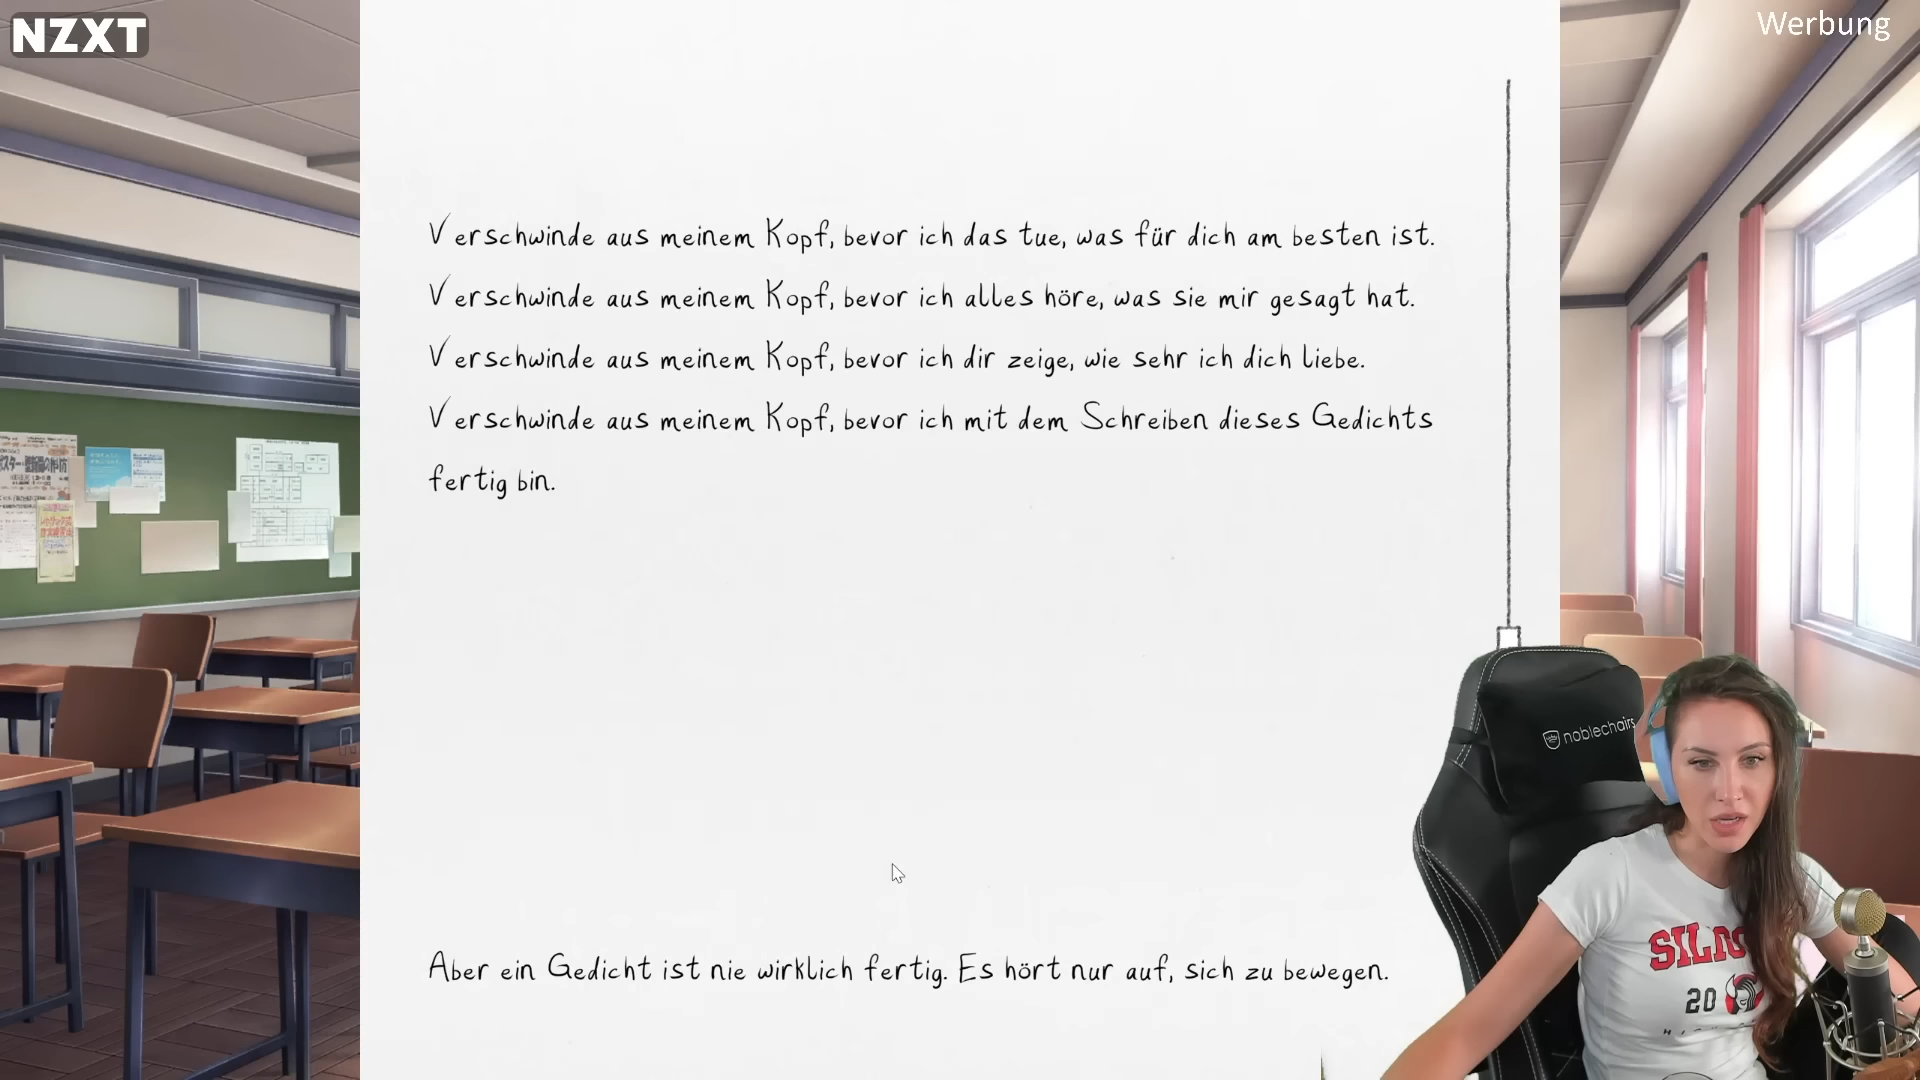 NZXT
Werbung
Verschwinde aus meinem Kopf, bevor ich das tue, was für dich am besten ist.
Verschwinde aus meinem Kopf, bevor ich alles höre, was sie mir gesagt hat.
Verschwinde aus meinem Kopf, bevor ich dir zeige, wie sehr ich dich liebe.
Verschwinde aus meinem Kopf, bevor ich mit dem Schreiben dieses Gedichts
fertig bin.
noblechairs
Aber ein Gedicht ist nie wirklich fertig. Es hört nur auf, sich zu bewegen.
20